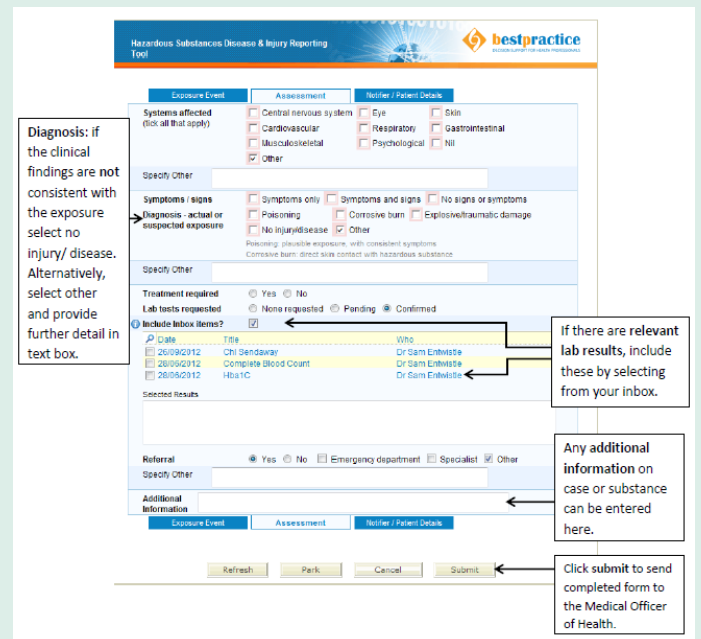 Hazardous Substances Disease & Injury Reporting
Tool
bestpractice
DECISION SUPPORT FOR HEALTH PROFESSIONALS
Exposure Event Assessment Notifier / Patient Details
Systems affected
(tick all that apply)
Central nervous system Eye Skin
Cardiovascular Respiratory Gastrointestinal
Musculoskeletal Psychological Nil
Other
Specify Other
Symptoms / signs Symptoms only Symptoms and signs No signs or symptoms
Diagnosis - actual or
suspected exposure
Poisoning Corrosive burn Explosive/traumatic damage
No injury/disease Other
Poisoning: plausible exposure, with consistent symptoms
Corrosive burn: direct skin contact with hazardous substance
Specify Other
Treatment required Yes No
Lab tests requested None requested Pending Confirmed
Include Inbox items?
Date Title Who
26/09/2012 Chl Sendaway Dr Sam Entwistle
28/06/2012 Complete Blood Count Dr Sam Entwistle
28/06/2012 Hba1C Dr Sam Entwistle
Selected Results
Referral Yes No Emergency department Specialist Other
Specify Other
Additional
Information
Exposure Event Assessment Notifier / Patient Details
Refresh Park Cancel Submit
Diagnosis: if
the clinical
findings are not
consistent with
the exposure
select no
injury/ disease.
Alternatively,
select other
and provide
further detail in
text box.
If there are relevant
lab results, include
these by selecting
from your inbox.
Any additional
information on
case or substance
can be entered
here.
Click submit to send
completed form to
the Medical Officer
of Health.